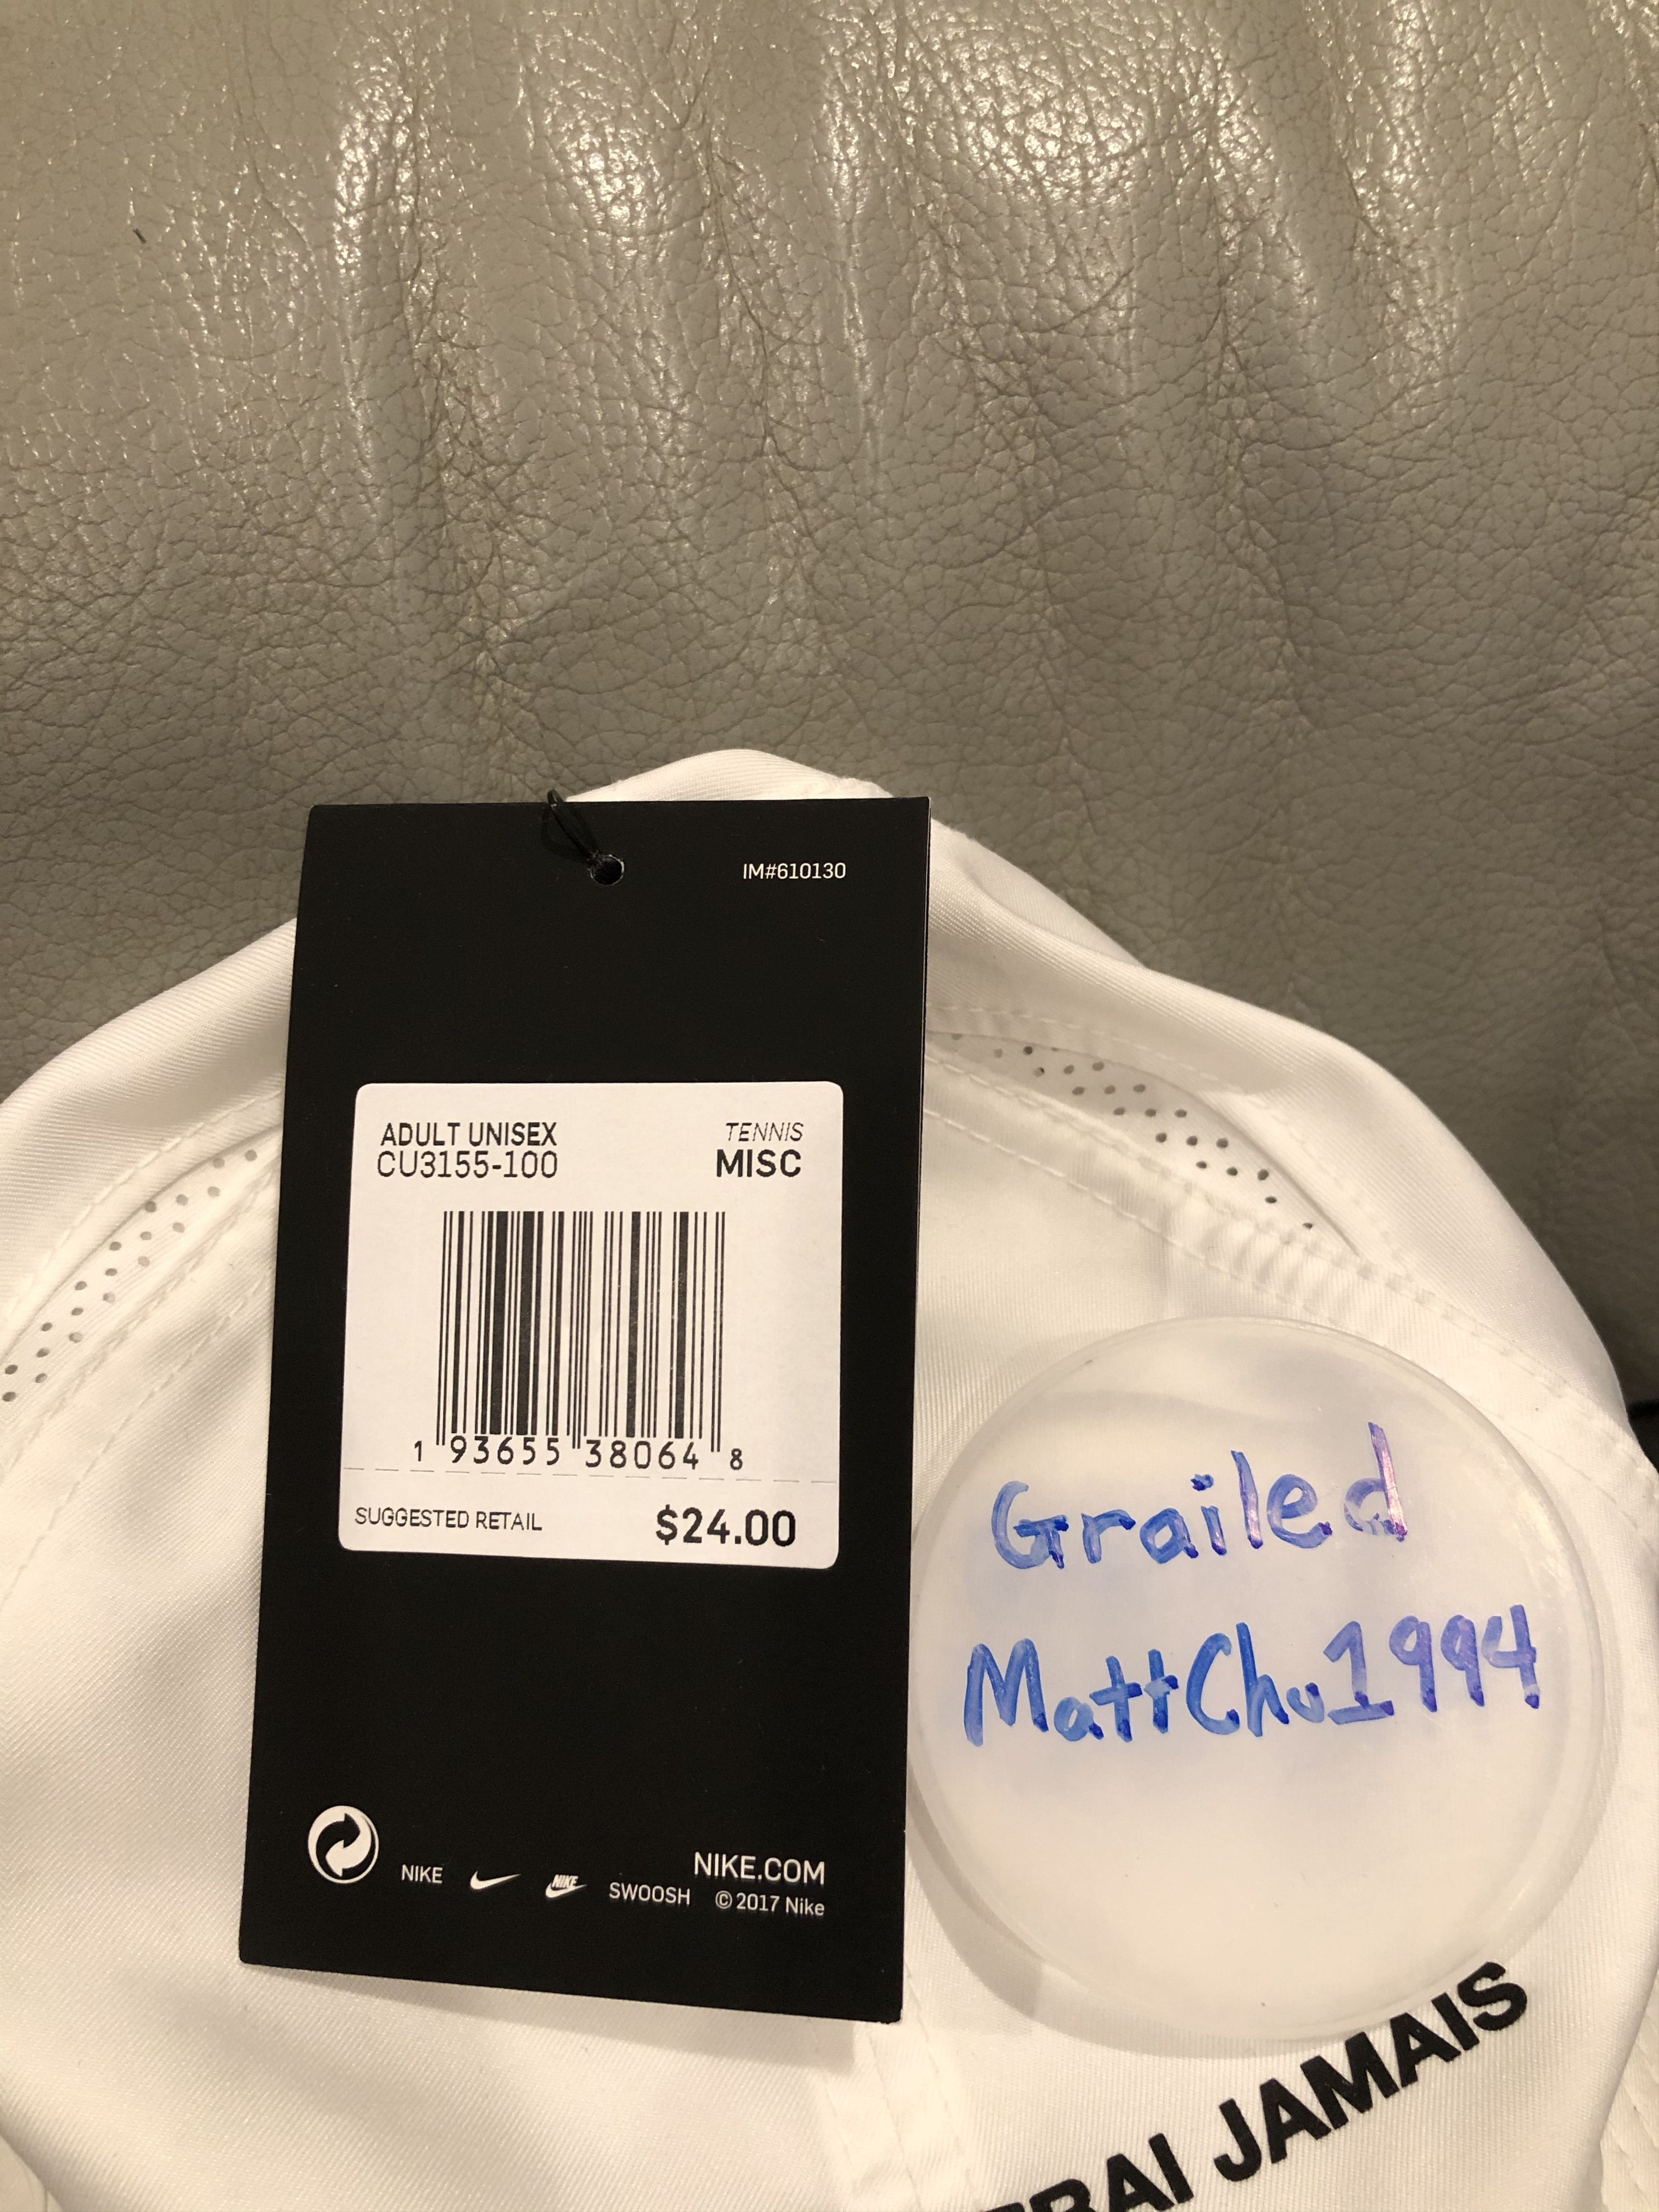 IM#610130
ADULT UNISEX
CU3155-100
TENNIS
MISC
1 93655 38064 8
SUGGESTED RETAIL $24.00
Grailed
MattChu1994
NIKE NIKE SWOOSH
NIKE.COM
© 2017 Nike
JAMAIS